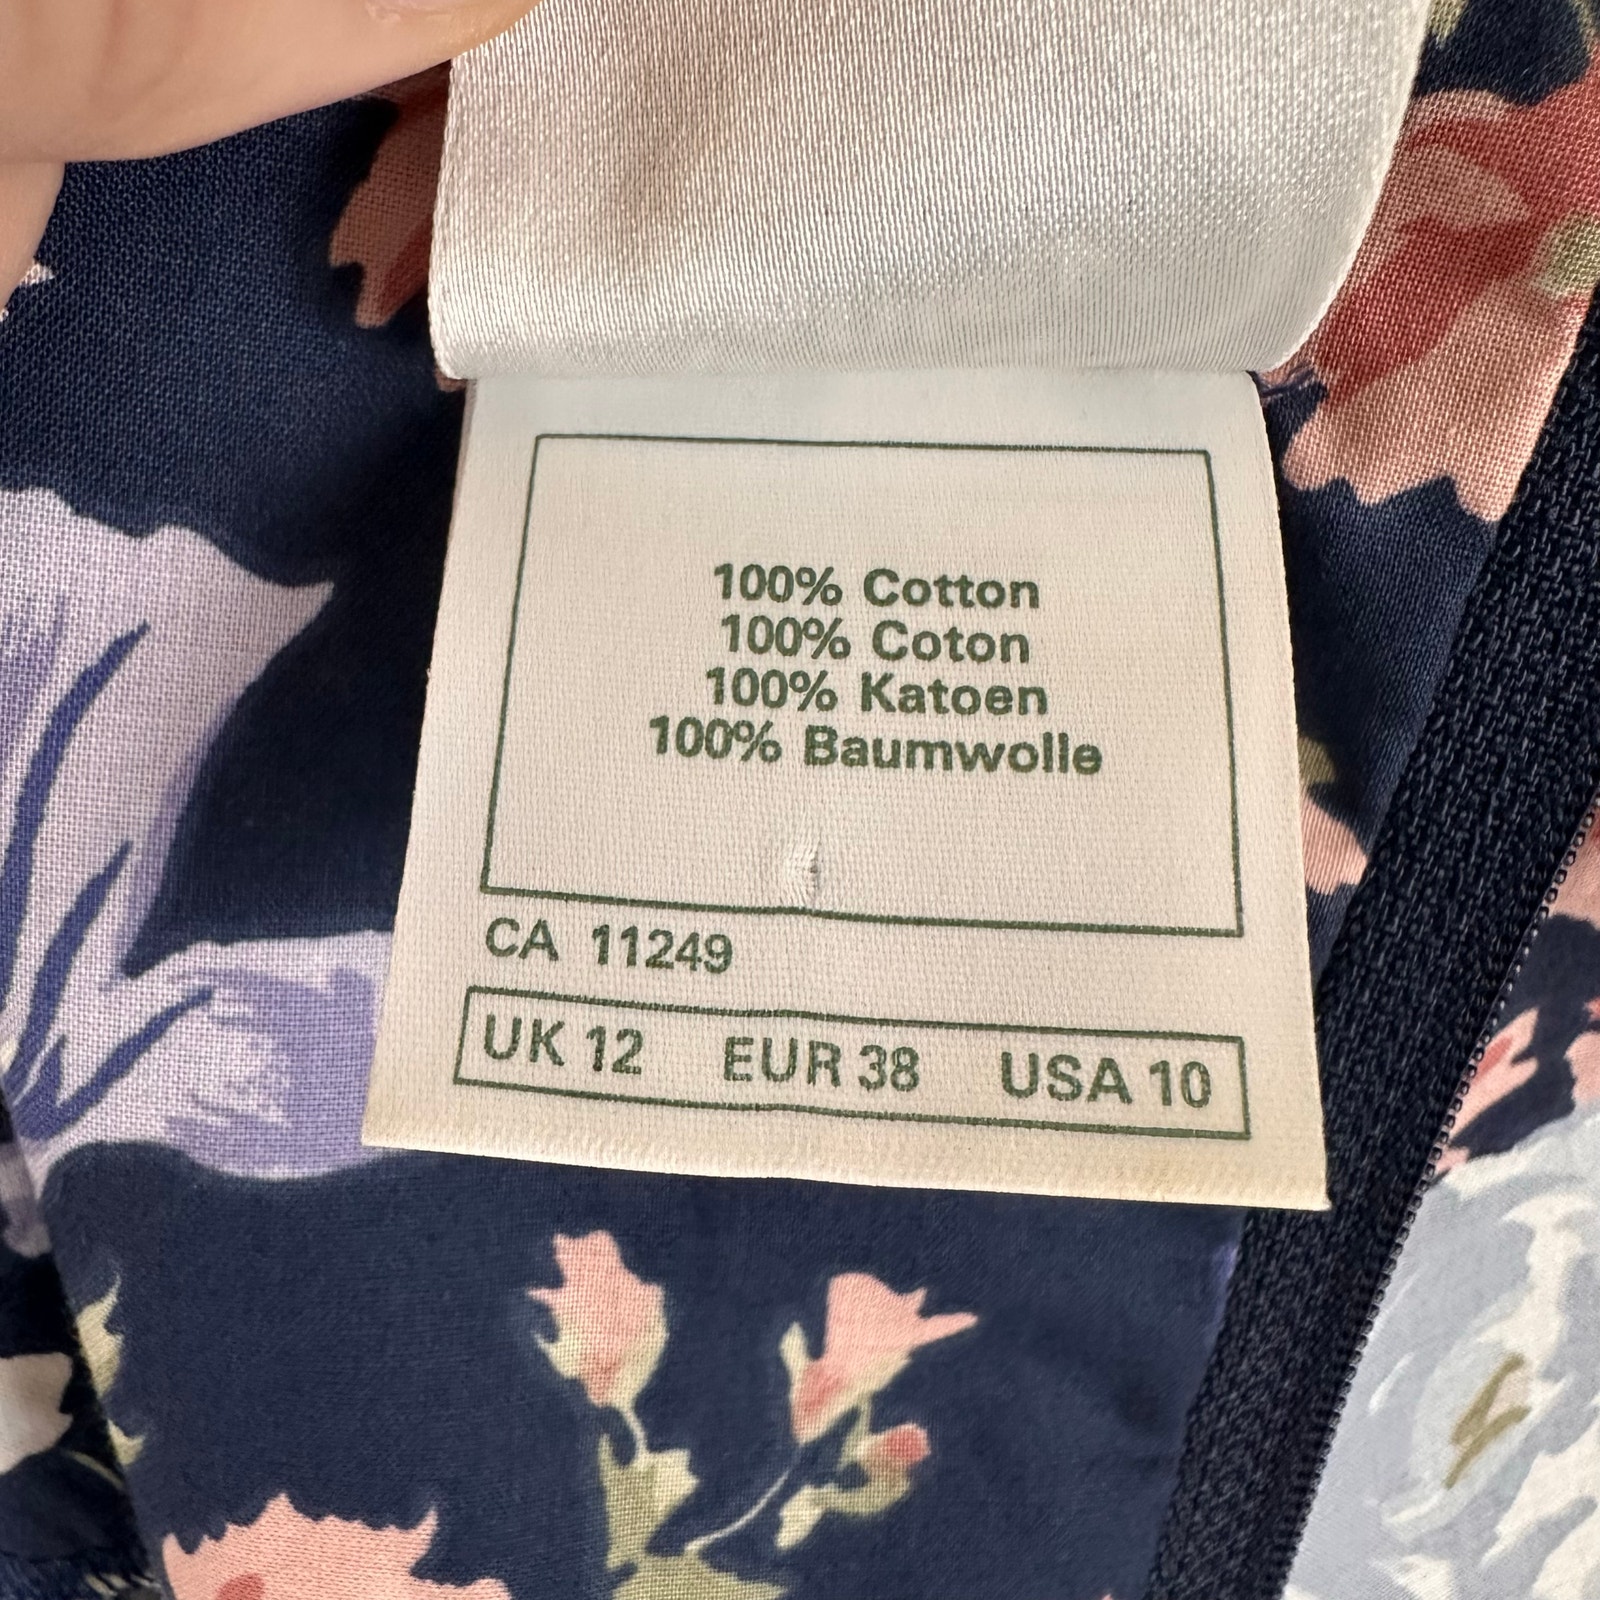 100% Cotton
100% Coton
100% Katoen
100% Baumwolle
CA 11249
UK 12 EUR 38 USA 10